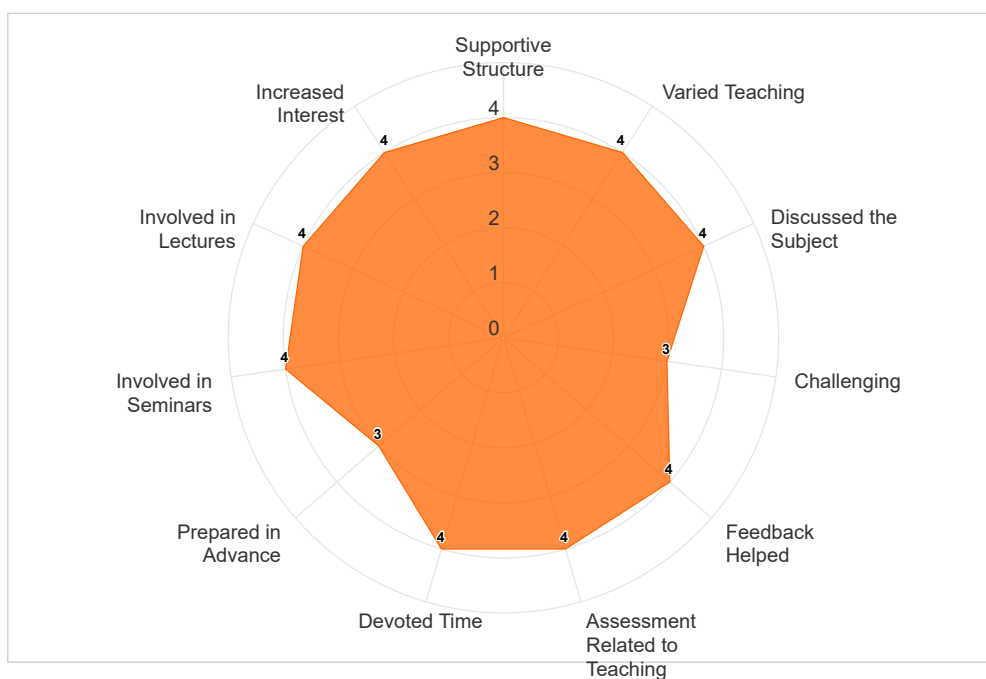 Supportive
Structure
Increased
Interest
Varied Teaching
4
4
4
3
Involved in
Lectures
4
2
4
Discussed the
Subject
1
0
4
3
Involved in
Seminars
Challenging
3
4
Prepared in
Advance
Feedback
Helped
4
4
Devoted Time
Assessment
Related to
Teaching